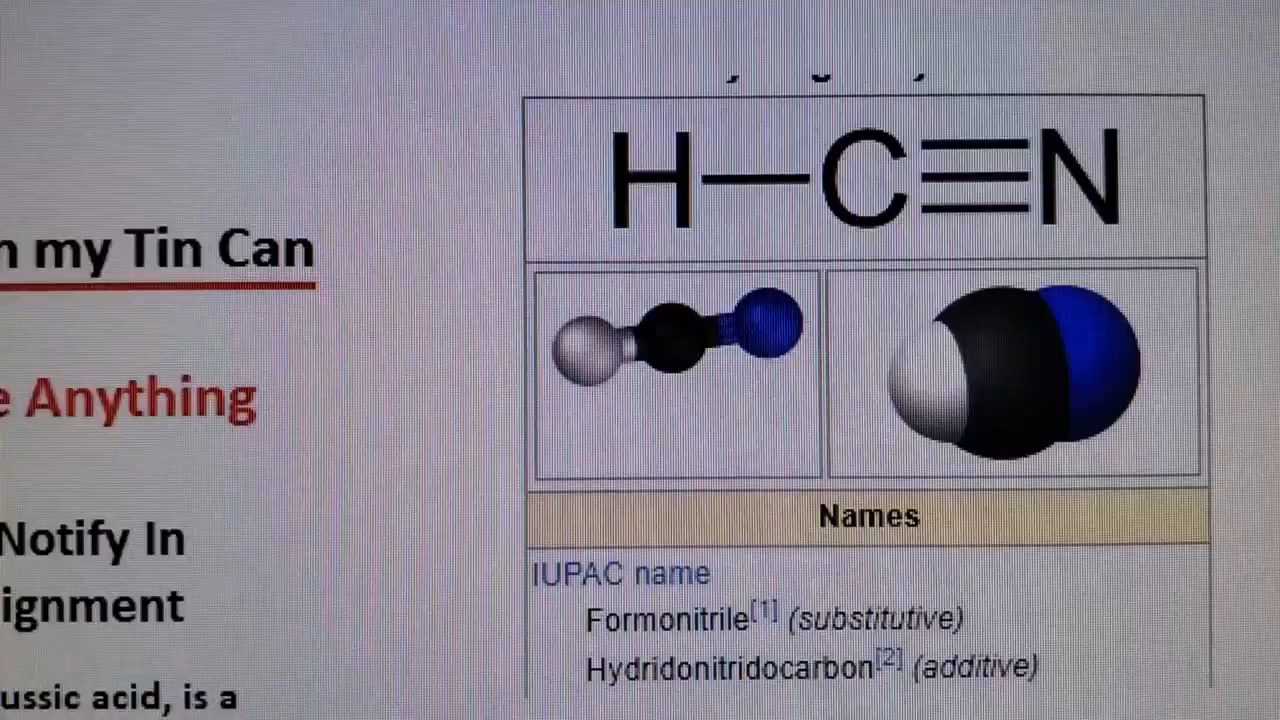 my Tin Can
Anything
Notify In
ignment
ussic acid, is a
H—C≡N
Names
IUPAC name
Formonitrile[1] (substitutive)
Hydridonitridocarbon[2] (additive)